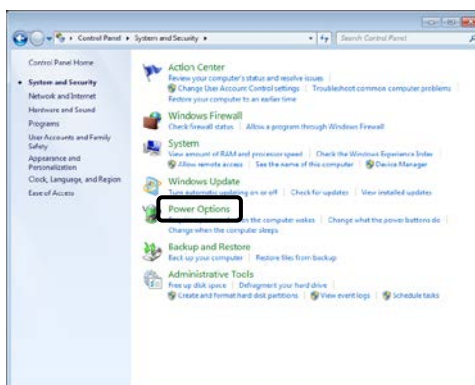 Control Panel ▸ System and Security ▸
Search Control Panel
Control Panel Home
System and Security
Network and Internet
Hardware and Sound
Programs
User Accounts and Family
Safety
Appearance and
Personalization
Clock, Language, and Region
Ease of Access
Action Center
Review your computer's status and resolve issues
Change User Account Control settings | Troubleshoot common computer problems
Restore your computer to an earlier time
Windows Firewall
Check firewall status | Allow a program through Windows Firewall
System
View amount of RAM and processor speed | Check the Windows Experience Index
Allow remote access | See the name of this computer | Device Manager
Windows Update
Turn automatic updating on or off | Check for updates | View installed updates
Power Options
the computer wakes | Change what the power buttons do
Change when the computer sleeps
Backup and Restore
Back up your computer | Restore files from backup
Administrative Tools
Free up disk space | Defragment your hard drive
Create and format hard disk partitions | View event logs | Schedule tasks